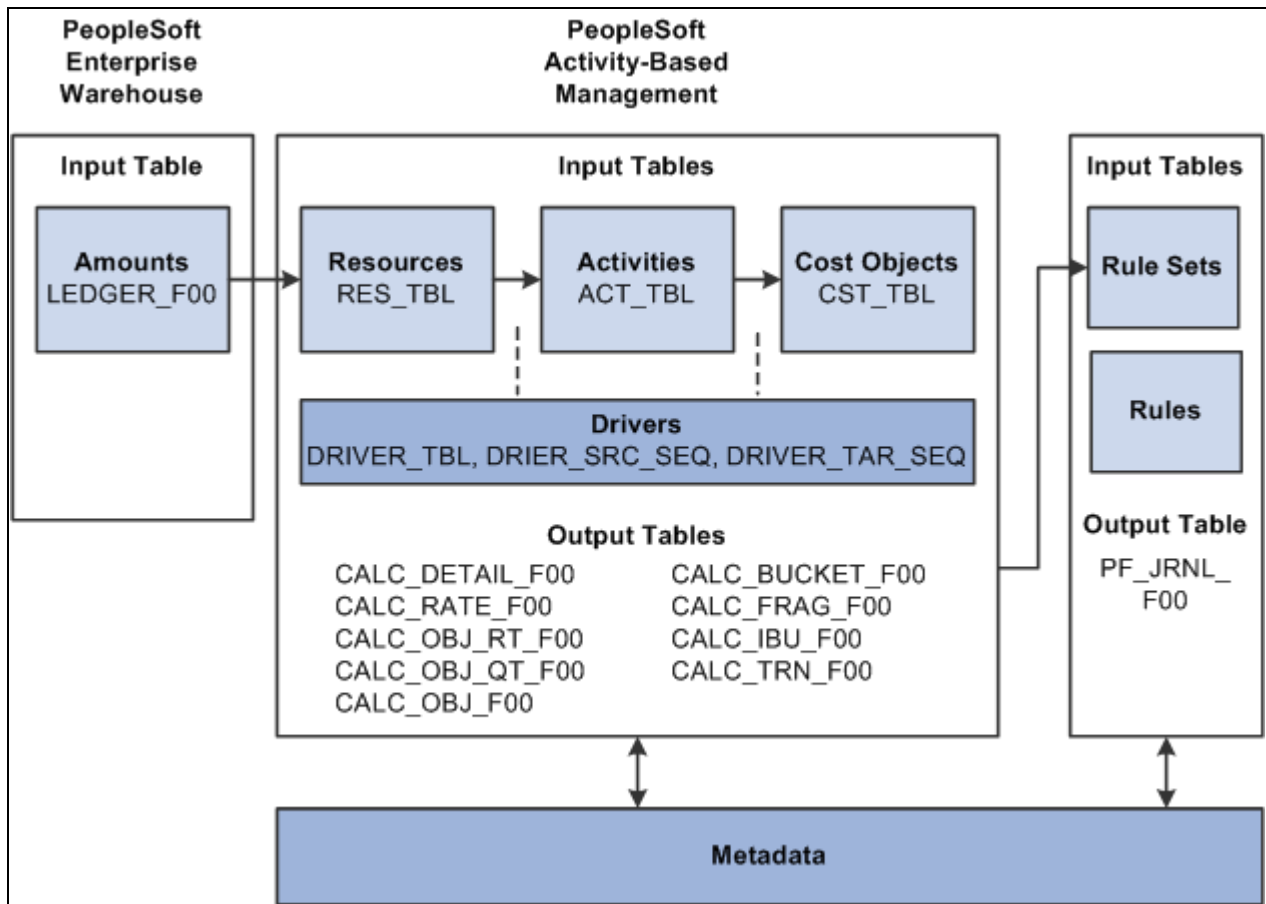 PeopleSoft
Enterprise
Warehouse
PeopleSoft
Activity-Based
Management
Input Table
Amounts
LEDGER_F00
Input Tables
Resources
RES_TBL
Activities
ACT_TBL
Cost Objects
CST_TBL
Drivers
DRIVER_TBL, DRIER_SRC_SEQ, DRIVER_TAR_SEQ
Output Tables
CALC_DETAIL_F00
CALC_RATE_F00
CALC_OBJ_RT_F00
CALC_OBJ_QT_F00
CALC_OBJ_F00
CALC_BUCKET_F00
CALC_FRAG_F00
CALC_IBU_F00
CALC_TRN_F00
Input Tables
Rule Sets
Rules
Output Table
PF_JRNL_
F00
Metadata